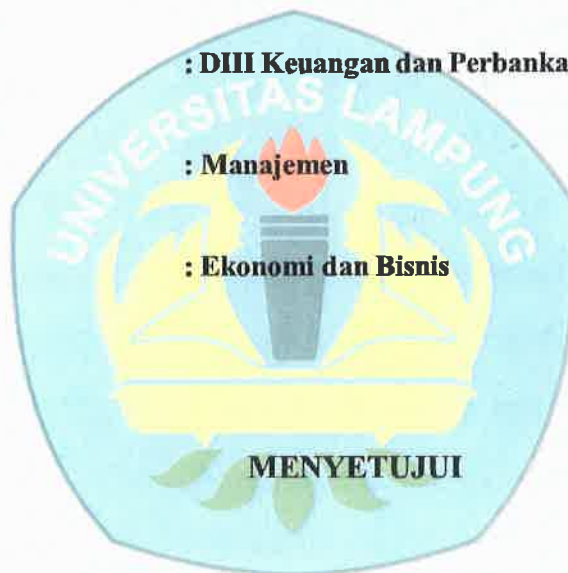 : DIII Keuangan dan Perbanka
UNIVERSITAS LAMPUNG
: Manajemen
: Ekonomi dan Bisnis
MENYETUJUI